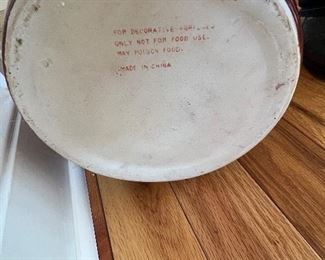 FOR DECORATIVE PURPOSES
ONLY NOT FOR FOOD USE.
MAY POISON FOOD.
MADE IN CHINA